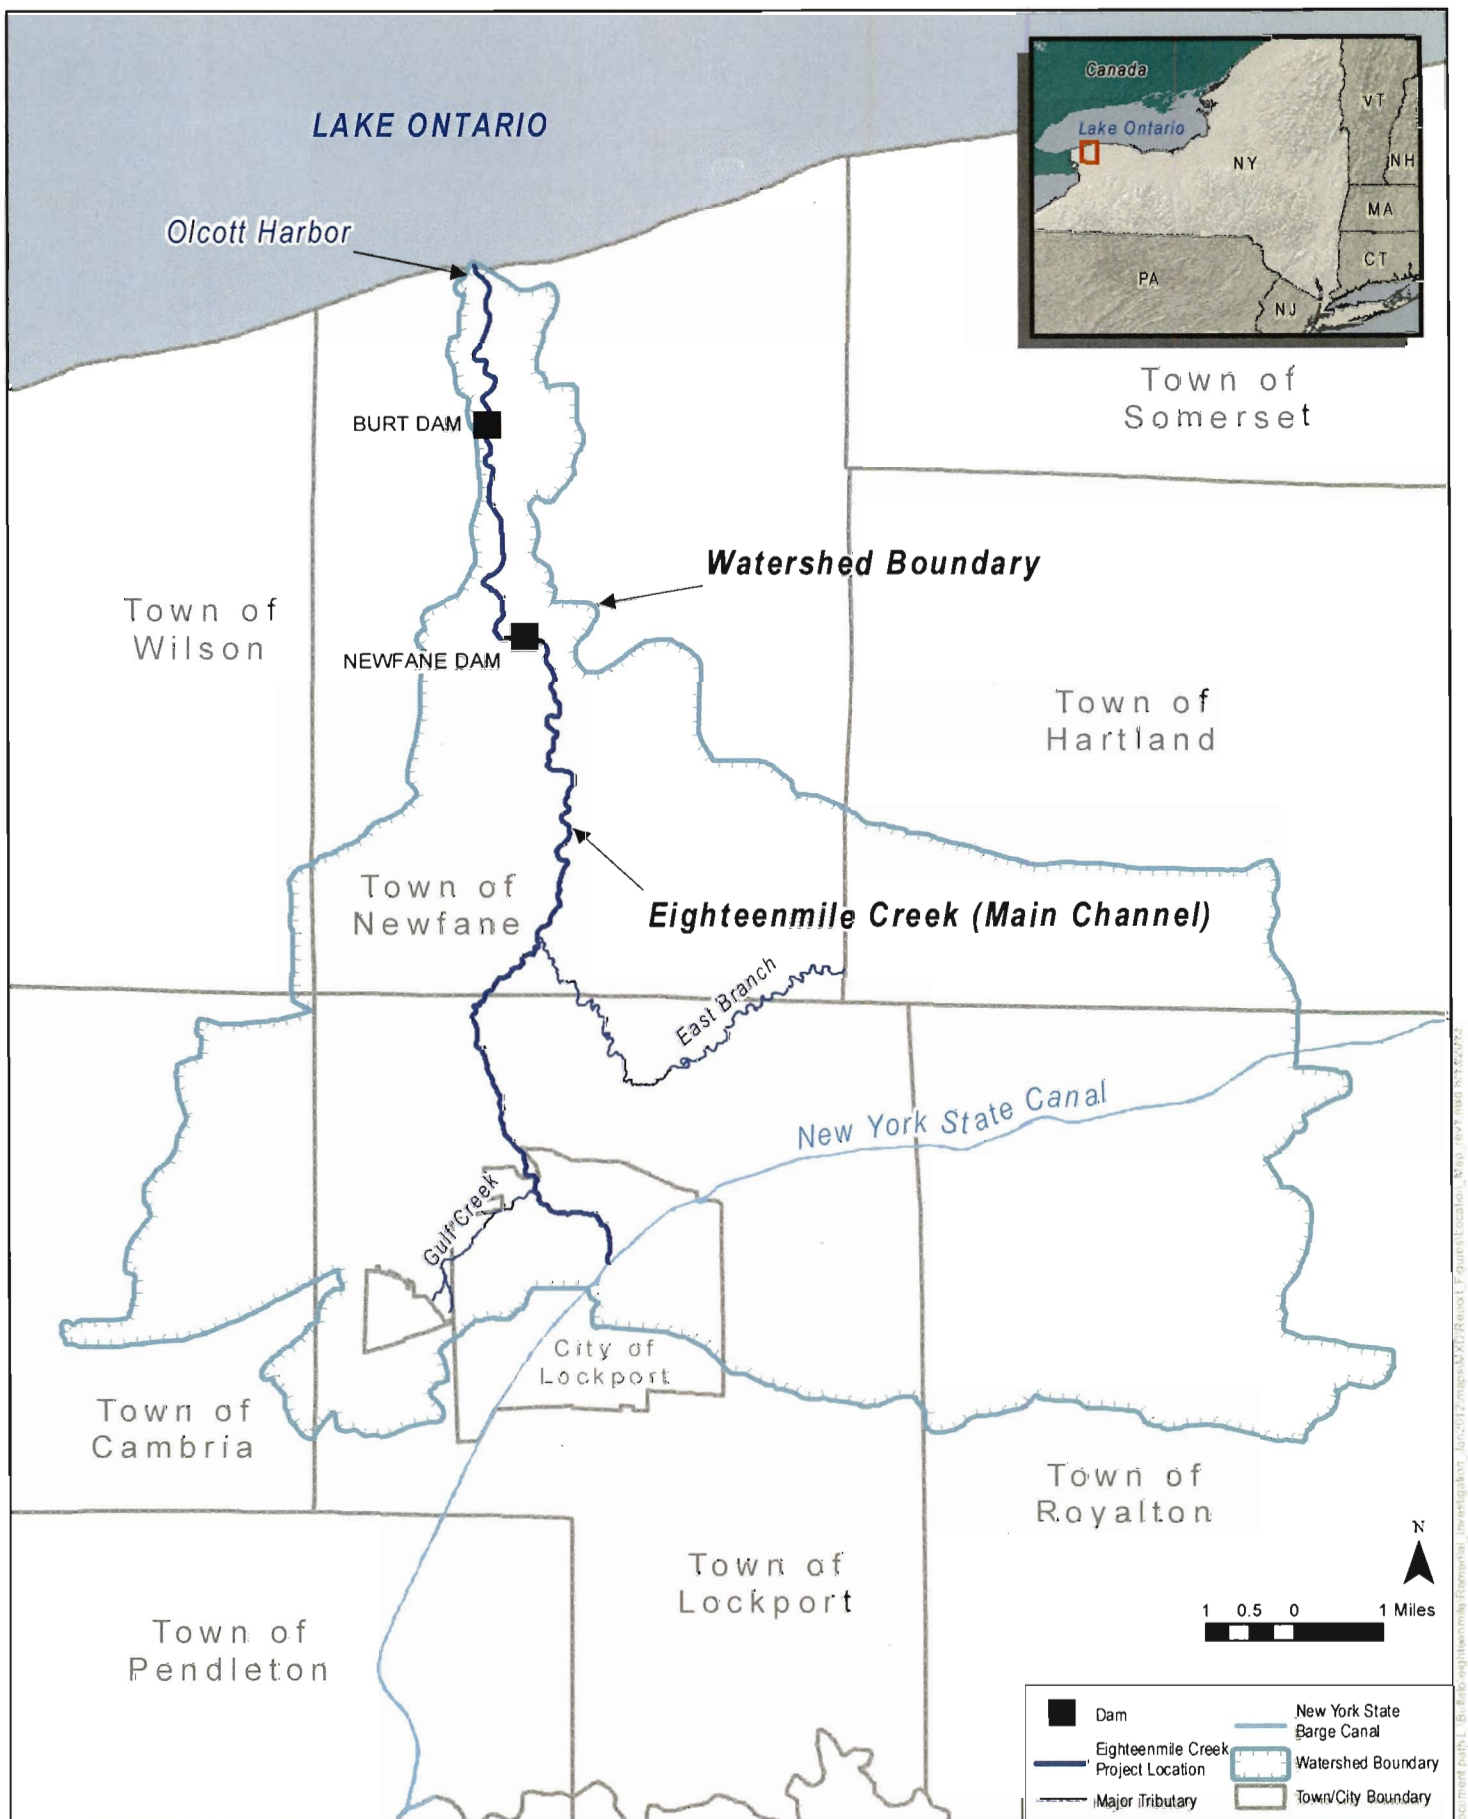 LAKE ONTARIO
Olcott Harbor
Canada
Lake Ontario
VT
NH
NY
MA
CT
PA
NJ
Town of
Somerset
BURT DAM
Watershed Boundary
Town of
Wilson
NEWFANE DAM
Town of
Hartland
Town of
Newfane
Eighteenmile Creek (Main Channel)
East Branch
New York State Canal
Gulf Creek
City of
Lockport
Town of
Cambria
Town of
Royalton
Town of
Lockport
Town of
Pendleton
N
1 0.5 0 1 Miles
Dam
New York State
Barge Canal
Eighteenmile Creek
Project Location
Watershed Boundary
Major Tributary
Town/City Boundary